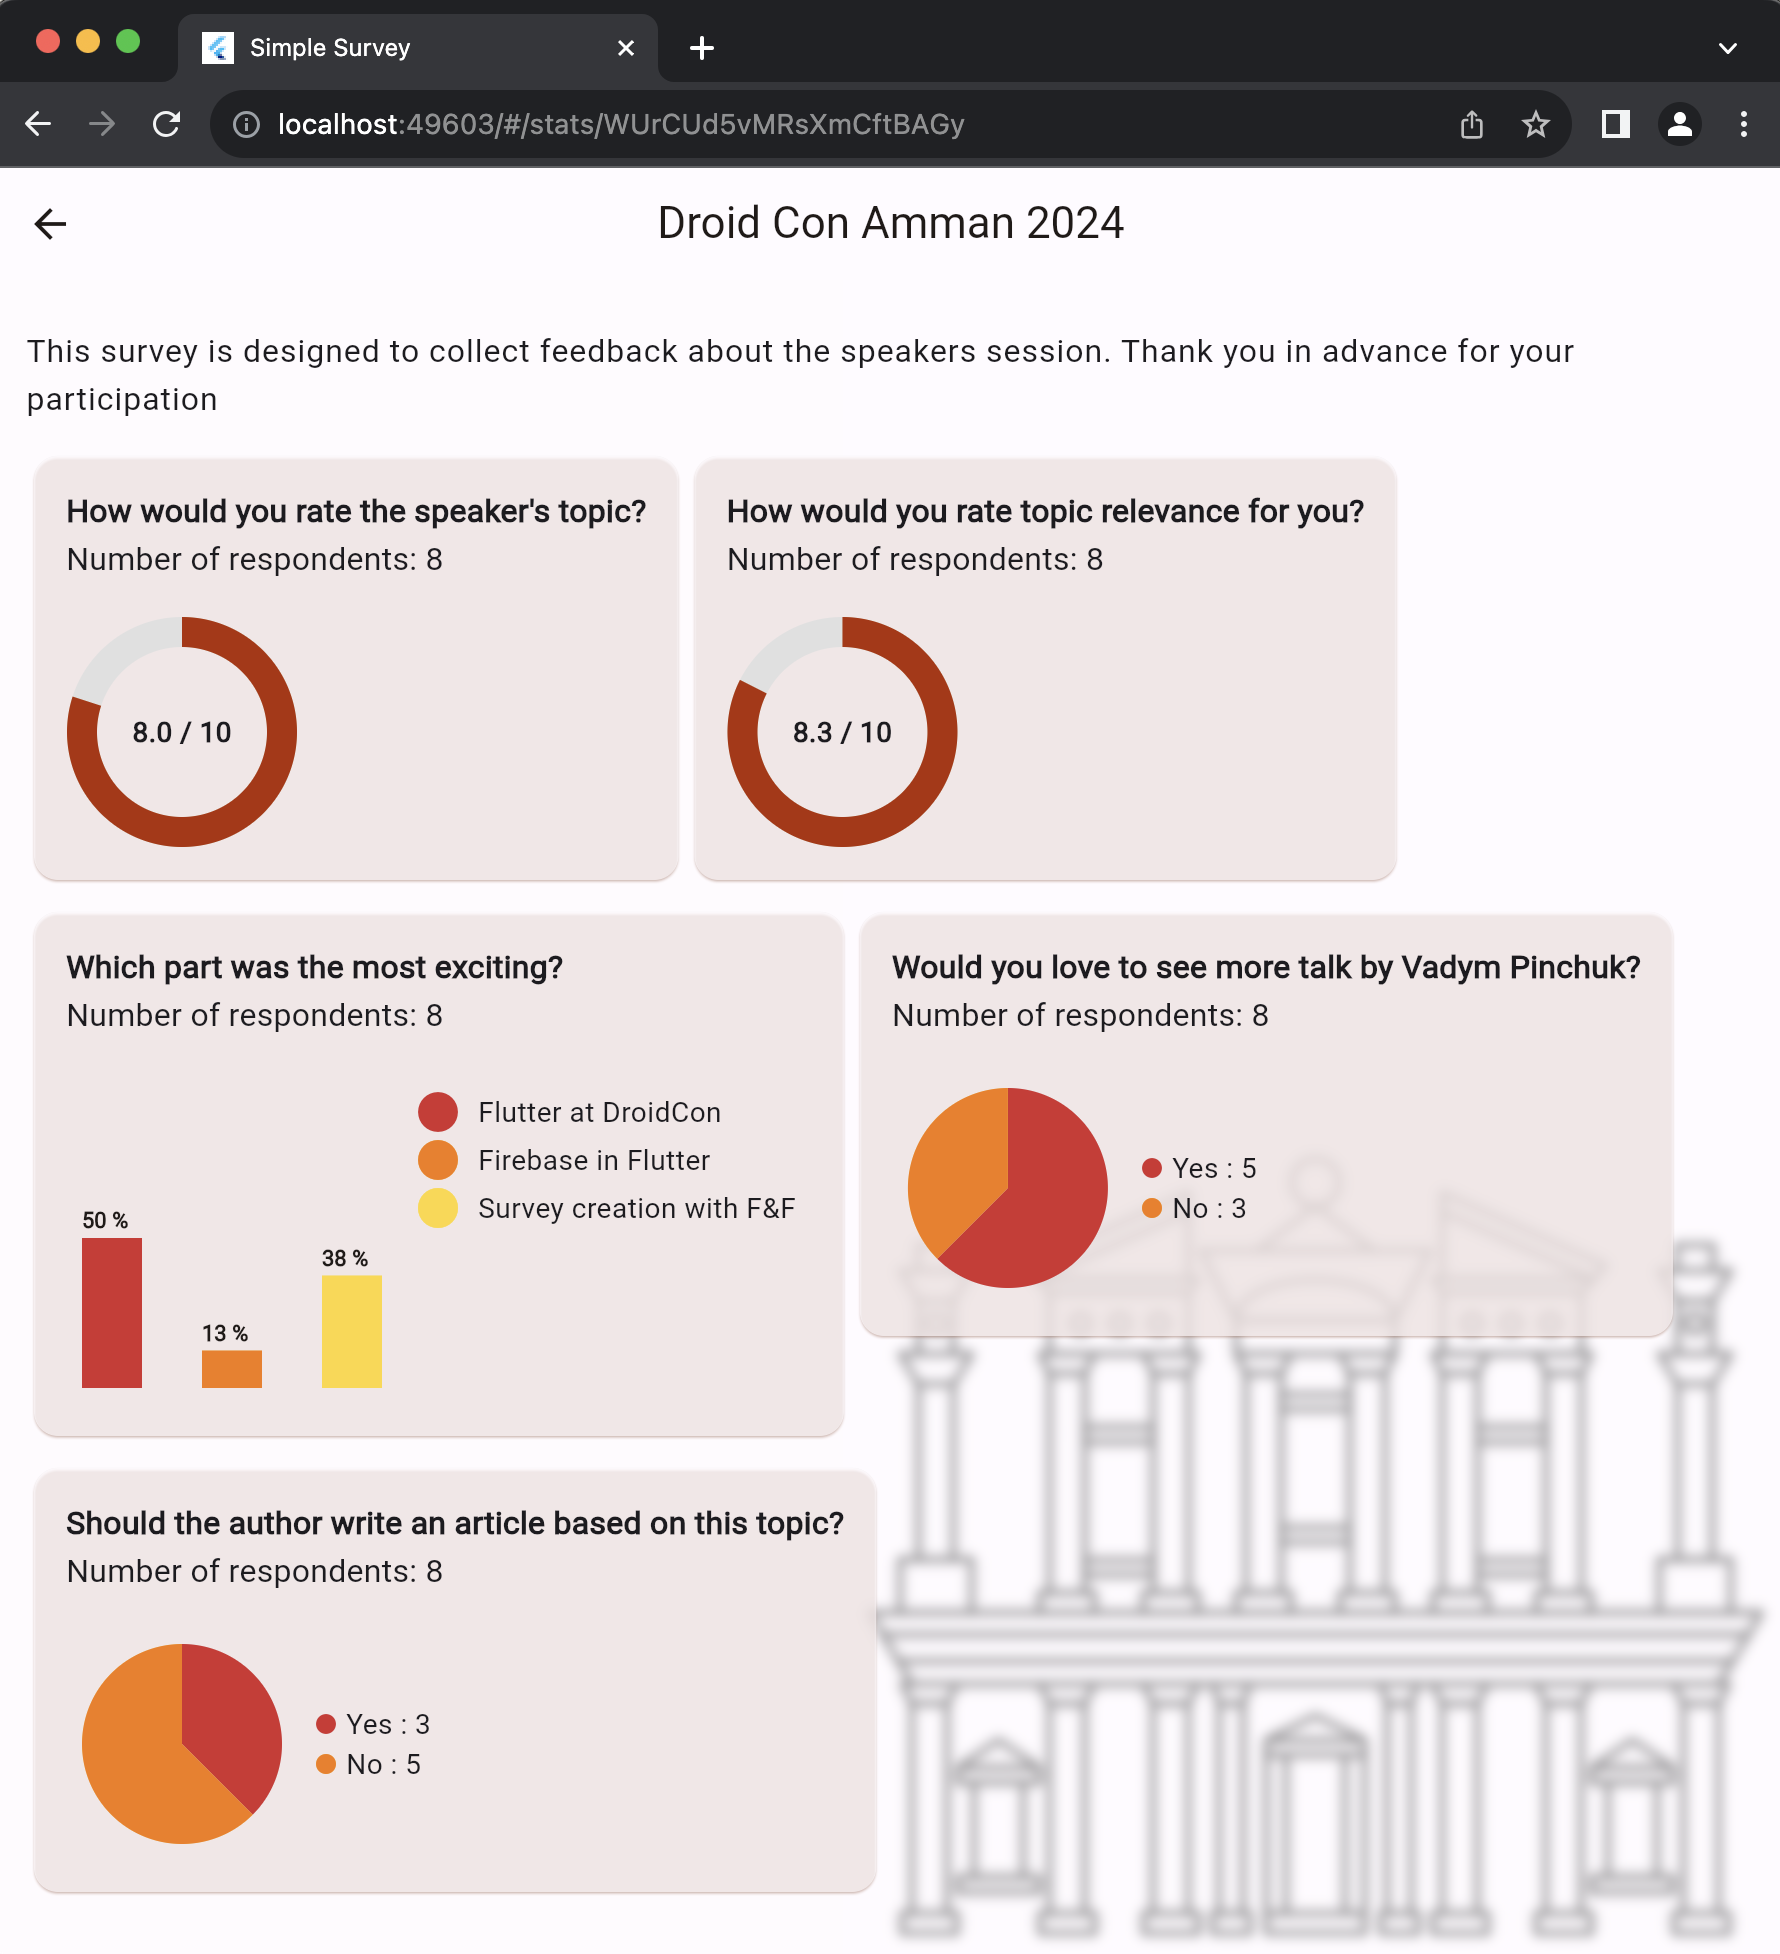 Simple Survey
localhost:49603/#/stats/WUrCUd5vMRsXmCftBAGy
Droid Con Amman 2024
This survey is designed to collect feedback about the speakers session. Thank you in advance for your
participation
How would you rate the speaker's topic?
Number of respondents: 8
8.0 / 10
How would you rate topic relevance for you?
Number of respondents: 8
8.3 / 10
Which part was the most exciting?
Number of respondents: 8
Flutter at DroidCon
Firebase in Flutter
Survey creation with F&F
50 %
13 %
38 %
Would you love to see more talk by Vadym Pinchuk?
Number of respondents: 8
Yes : 5
No : 3
Should the author write an article based on this topic?
Number of respondents: 8
Yes : 3
No : 5